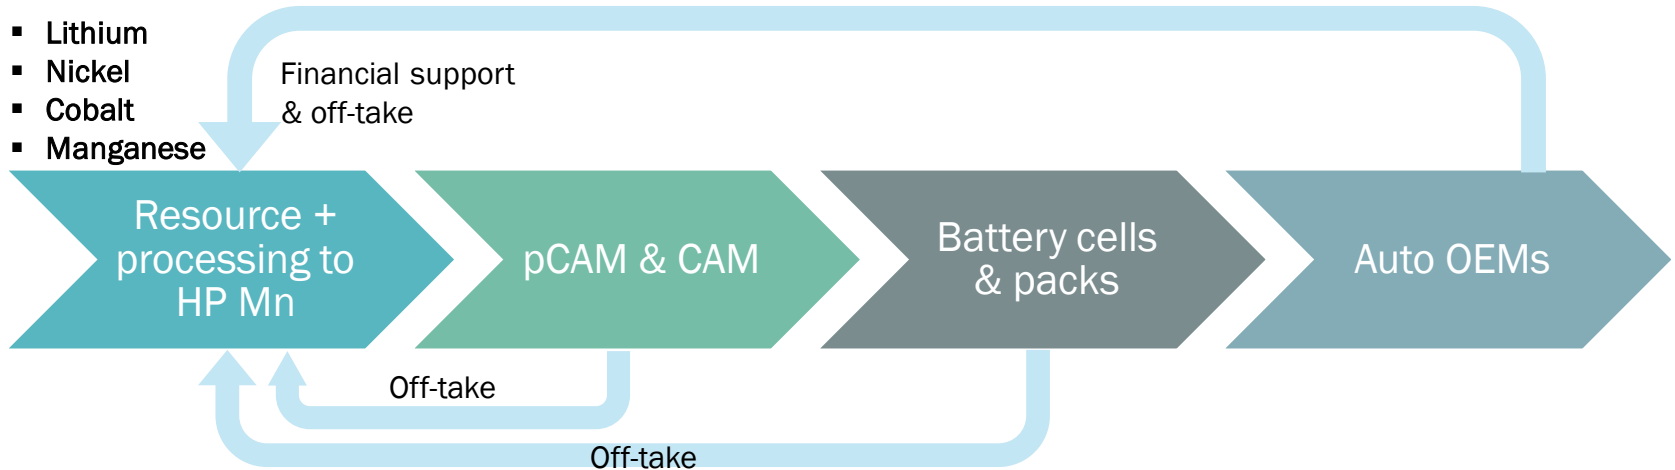 ▪ Lithium
▪ Nickel
▪ Cobalt
▪ Manganese
Financial support
& off-take
Resource +
processing to
HP Mn
pCAM & CAM
Battery cells
& packs
Auto OEMs
Off-take
Off-take